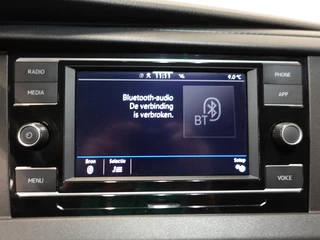 RADIO
MEDIA
MENU
11:11
9.0°C
Bluetooth-audio
De verbinding
is verbroken.
BT
Bron
Selectie
Setup
PHONE
APP
VOICE